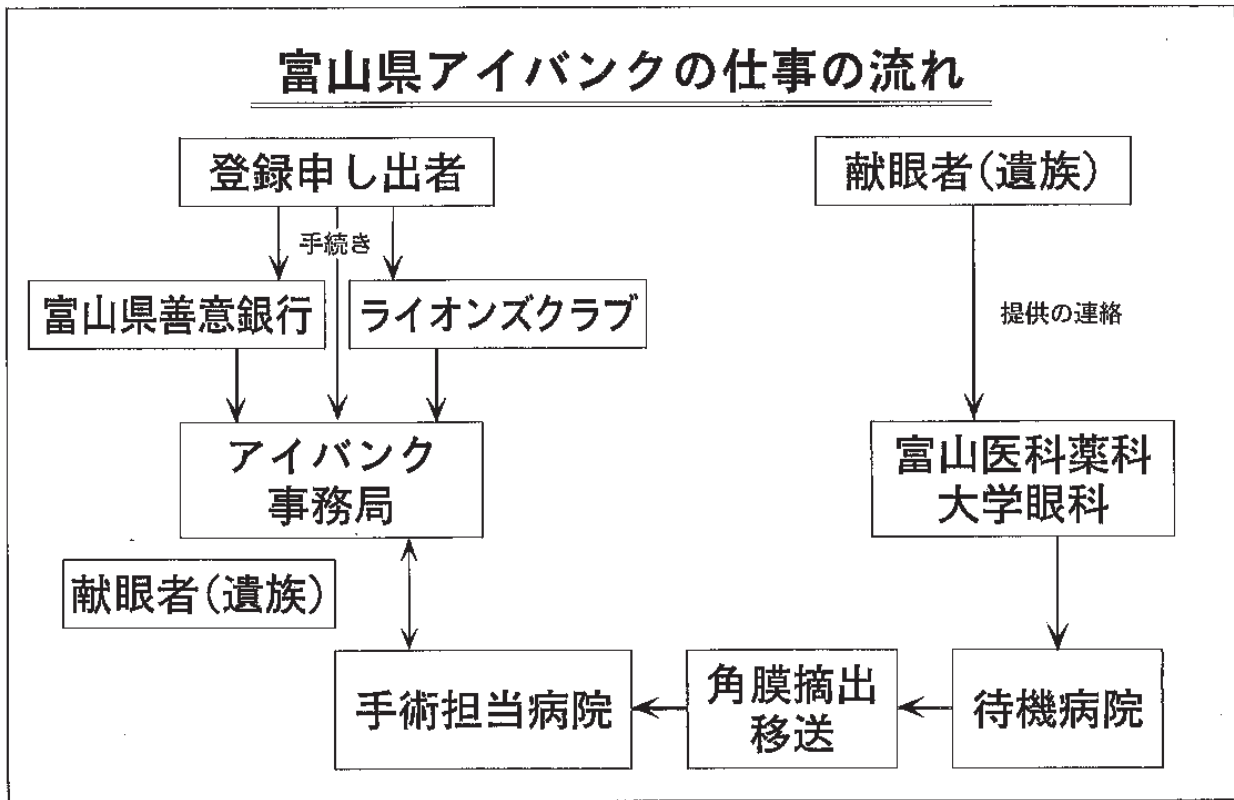 富山県アイバンクの仕事の流れ
登録申し出者
献眼者(遺族)
手続き
富山県善意銀行
ライオンズクラブ
提供の連絡
アイバンク
事務局
富山医科薬科
大学眼科
献眼者(遺族)
手術担当病院
角膜摘出
移送
待機病院